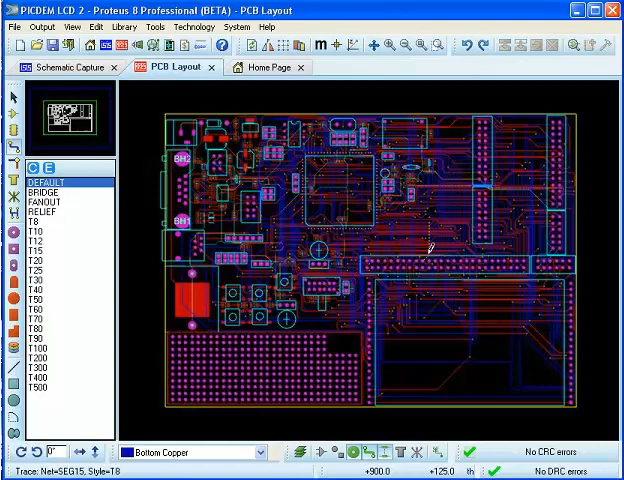 PICDEM LCD 2 - Proteus 8 Professional (BETA) - PCB Layout
File Output View Edit Library Tools Technology System Help
Schematic Capture PCB Layout Home Page
C E
DEFAULT
BRIDGE
FANOUT
RELIEF
T8
T10
T12
T15
T20
T25
T30
T40
T50
T60
T70
T80
T90
T100
T200
T300
T400
T500
BH2
BH1
0° Bottom Copper No CRC errors
Trace: Net=SEG15, Style=T8 +900.0 +125.0 th No DRC errors